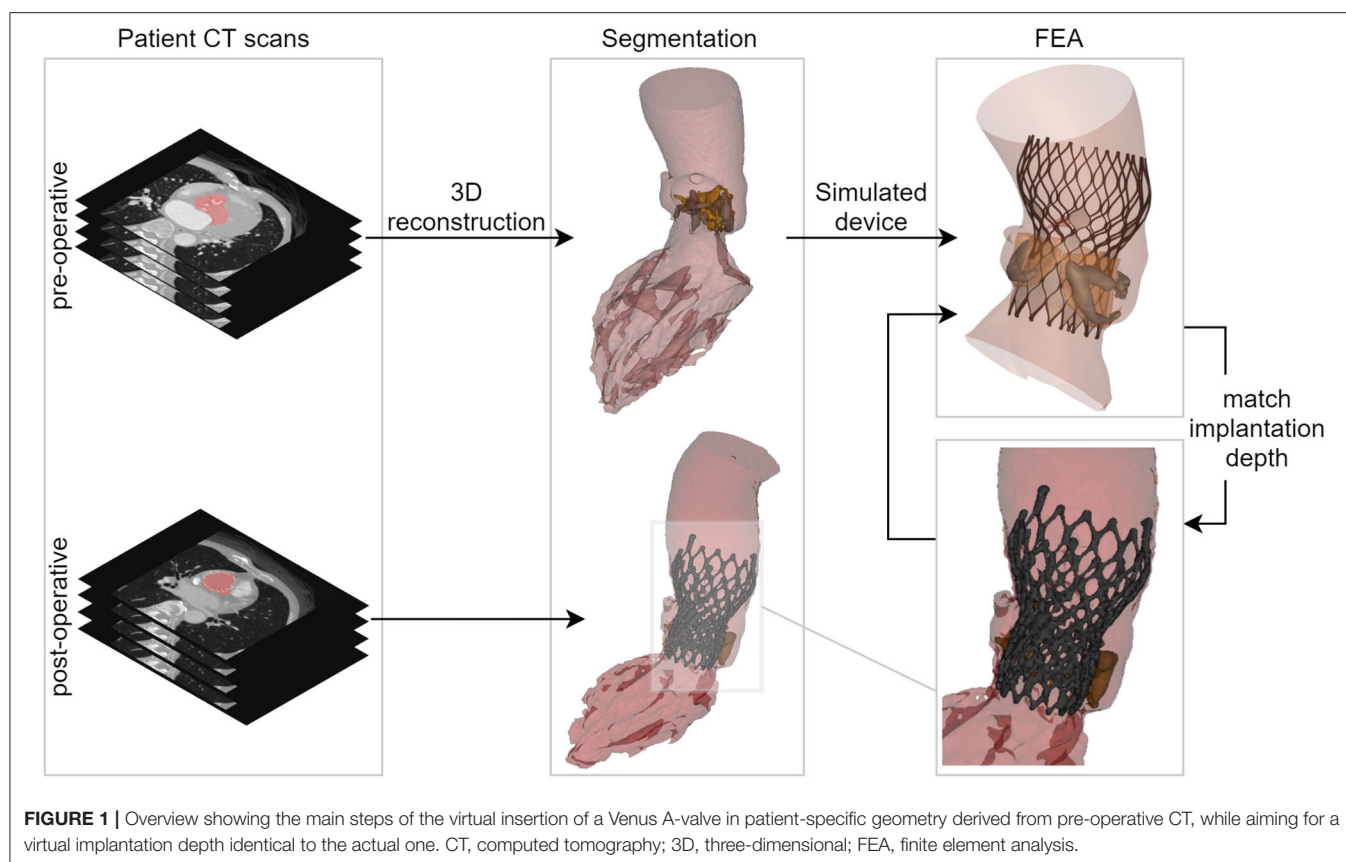 Patient CT scans
Segmentation
FEA
pre-operative
3D
reconstruction
Simulated
device
match
implantation
depth
post-operative
FIGURE 1 | Overview showing the main steps of the virtual insertion of a Venus A-valve in patient-specific geometry derived from pre-operative CT, while aiming for a
virtual implantation depth identical to the actual one. CT, computed tomography; 3D, three-dimensional; FEA, finite element analysis.